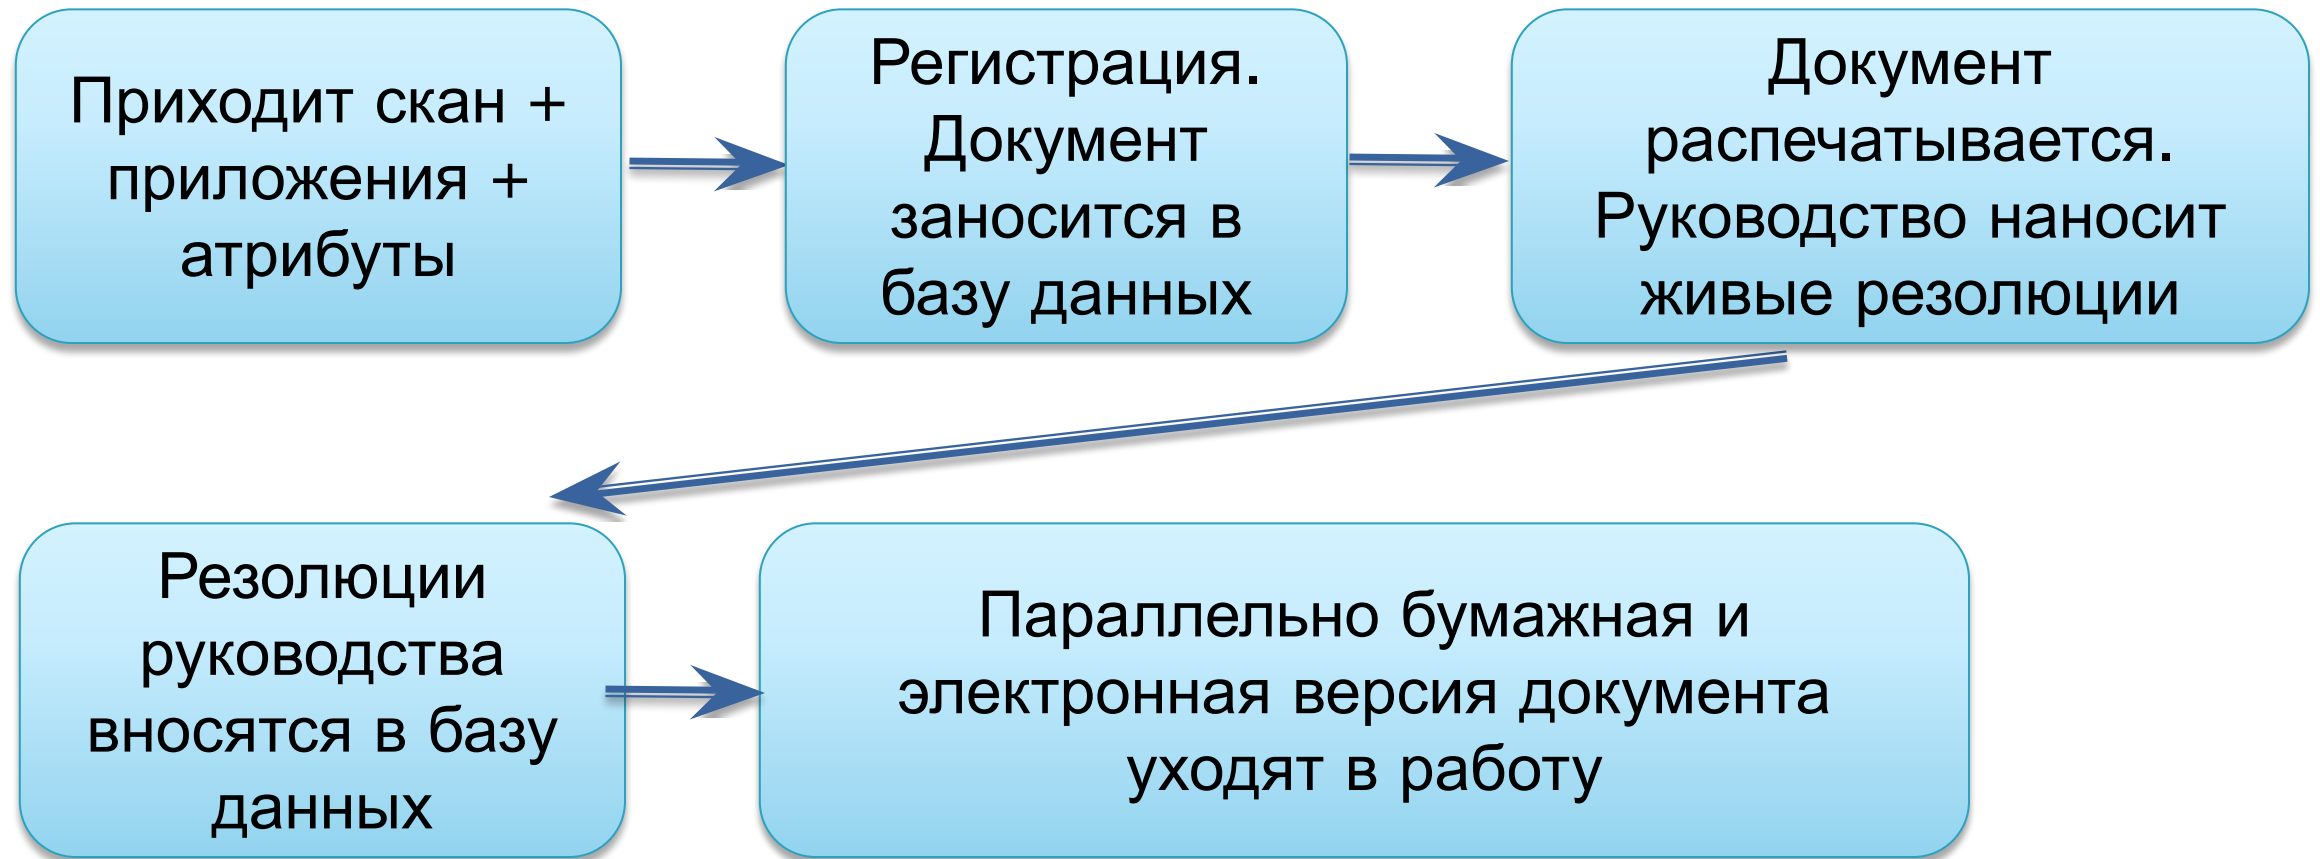 Приходит скан +
приложения +
атрибуты
Регистрация.
Документ
заносится в
базу данных
Документ
распечатывается.
Руководство наносит
живые резолюции
Резолюции
руководства
вносятся в базу
данных
Параллельно бумажная и
электронная версия документа
уходят в работу